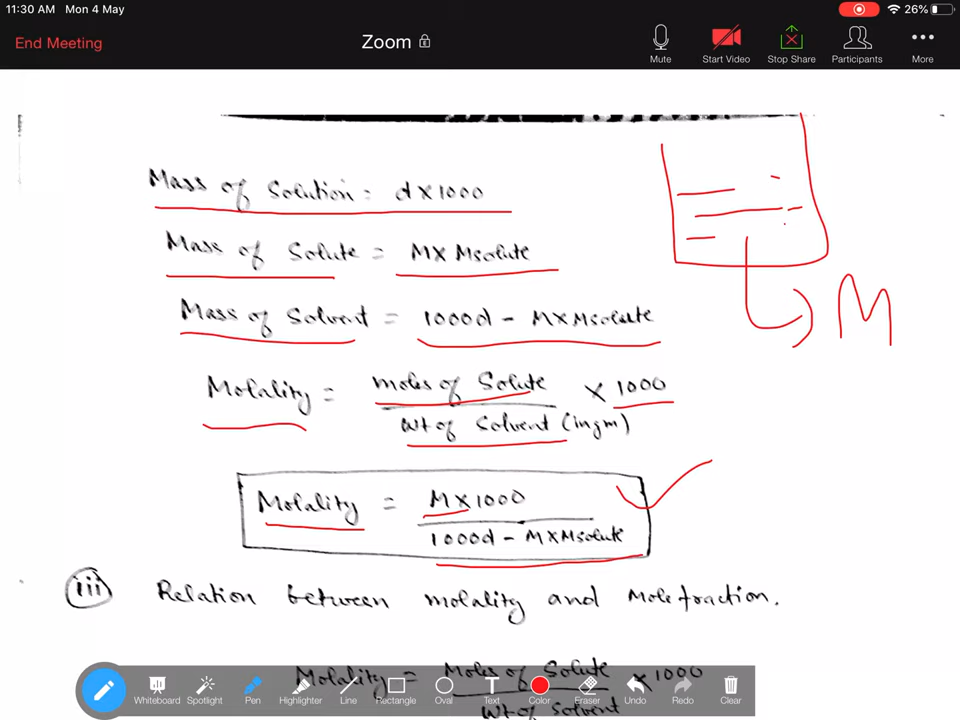 11:30 AM Mon 4 May
26%
End Meeting
Zoom
Mute
Start Video
Stop Share
Participants
More
Mass of Solution = d×1000
Mass of Solute = M×Msolute
Mass of Solvent = 1000d - M×Msolute
M
Molality = moles of Solute × 1000
wt of Solvent (in gm)
Molality = M×1000
1000d - M×Msolute
(iii) Relation between molality and Mole fraction.
Molality = Moles of Solute ×1000
wt of solvent
Whiteboard
Spotlight
Pen
Highlighter
Line
Rectangle
Oval
Text
Color
Eraser
Undo
Redo
Clear